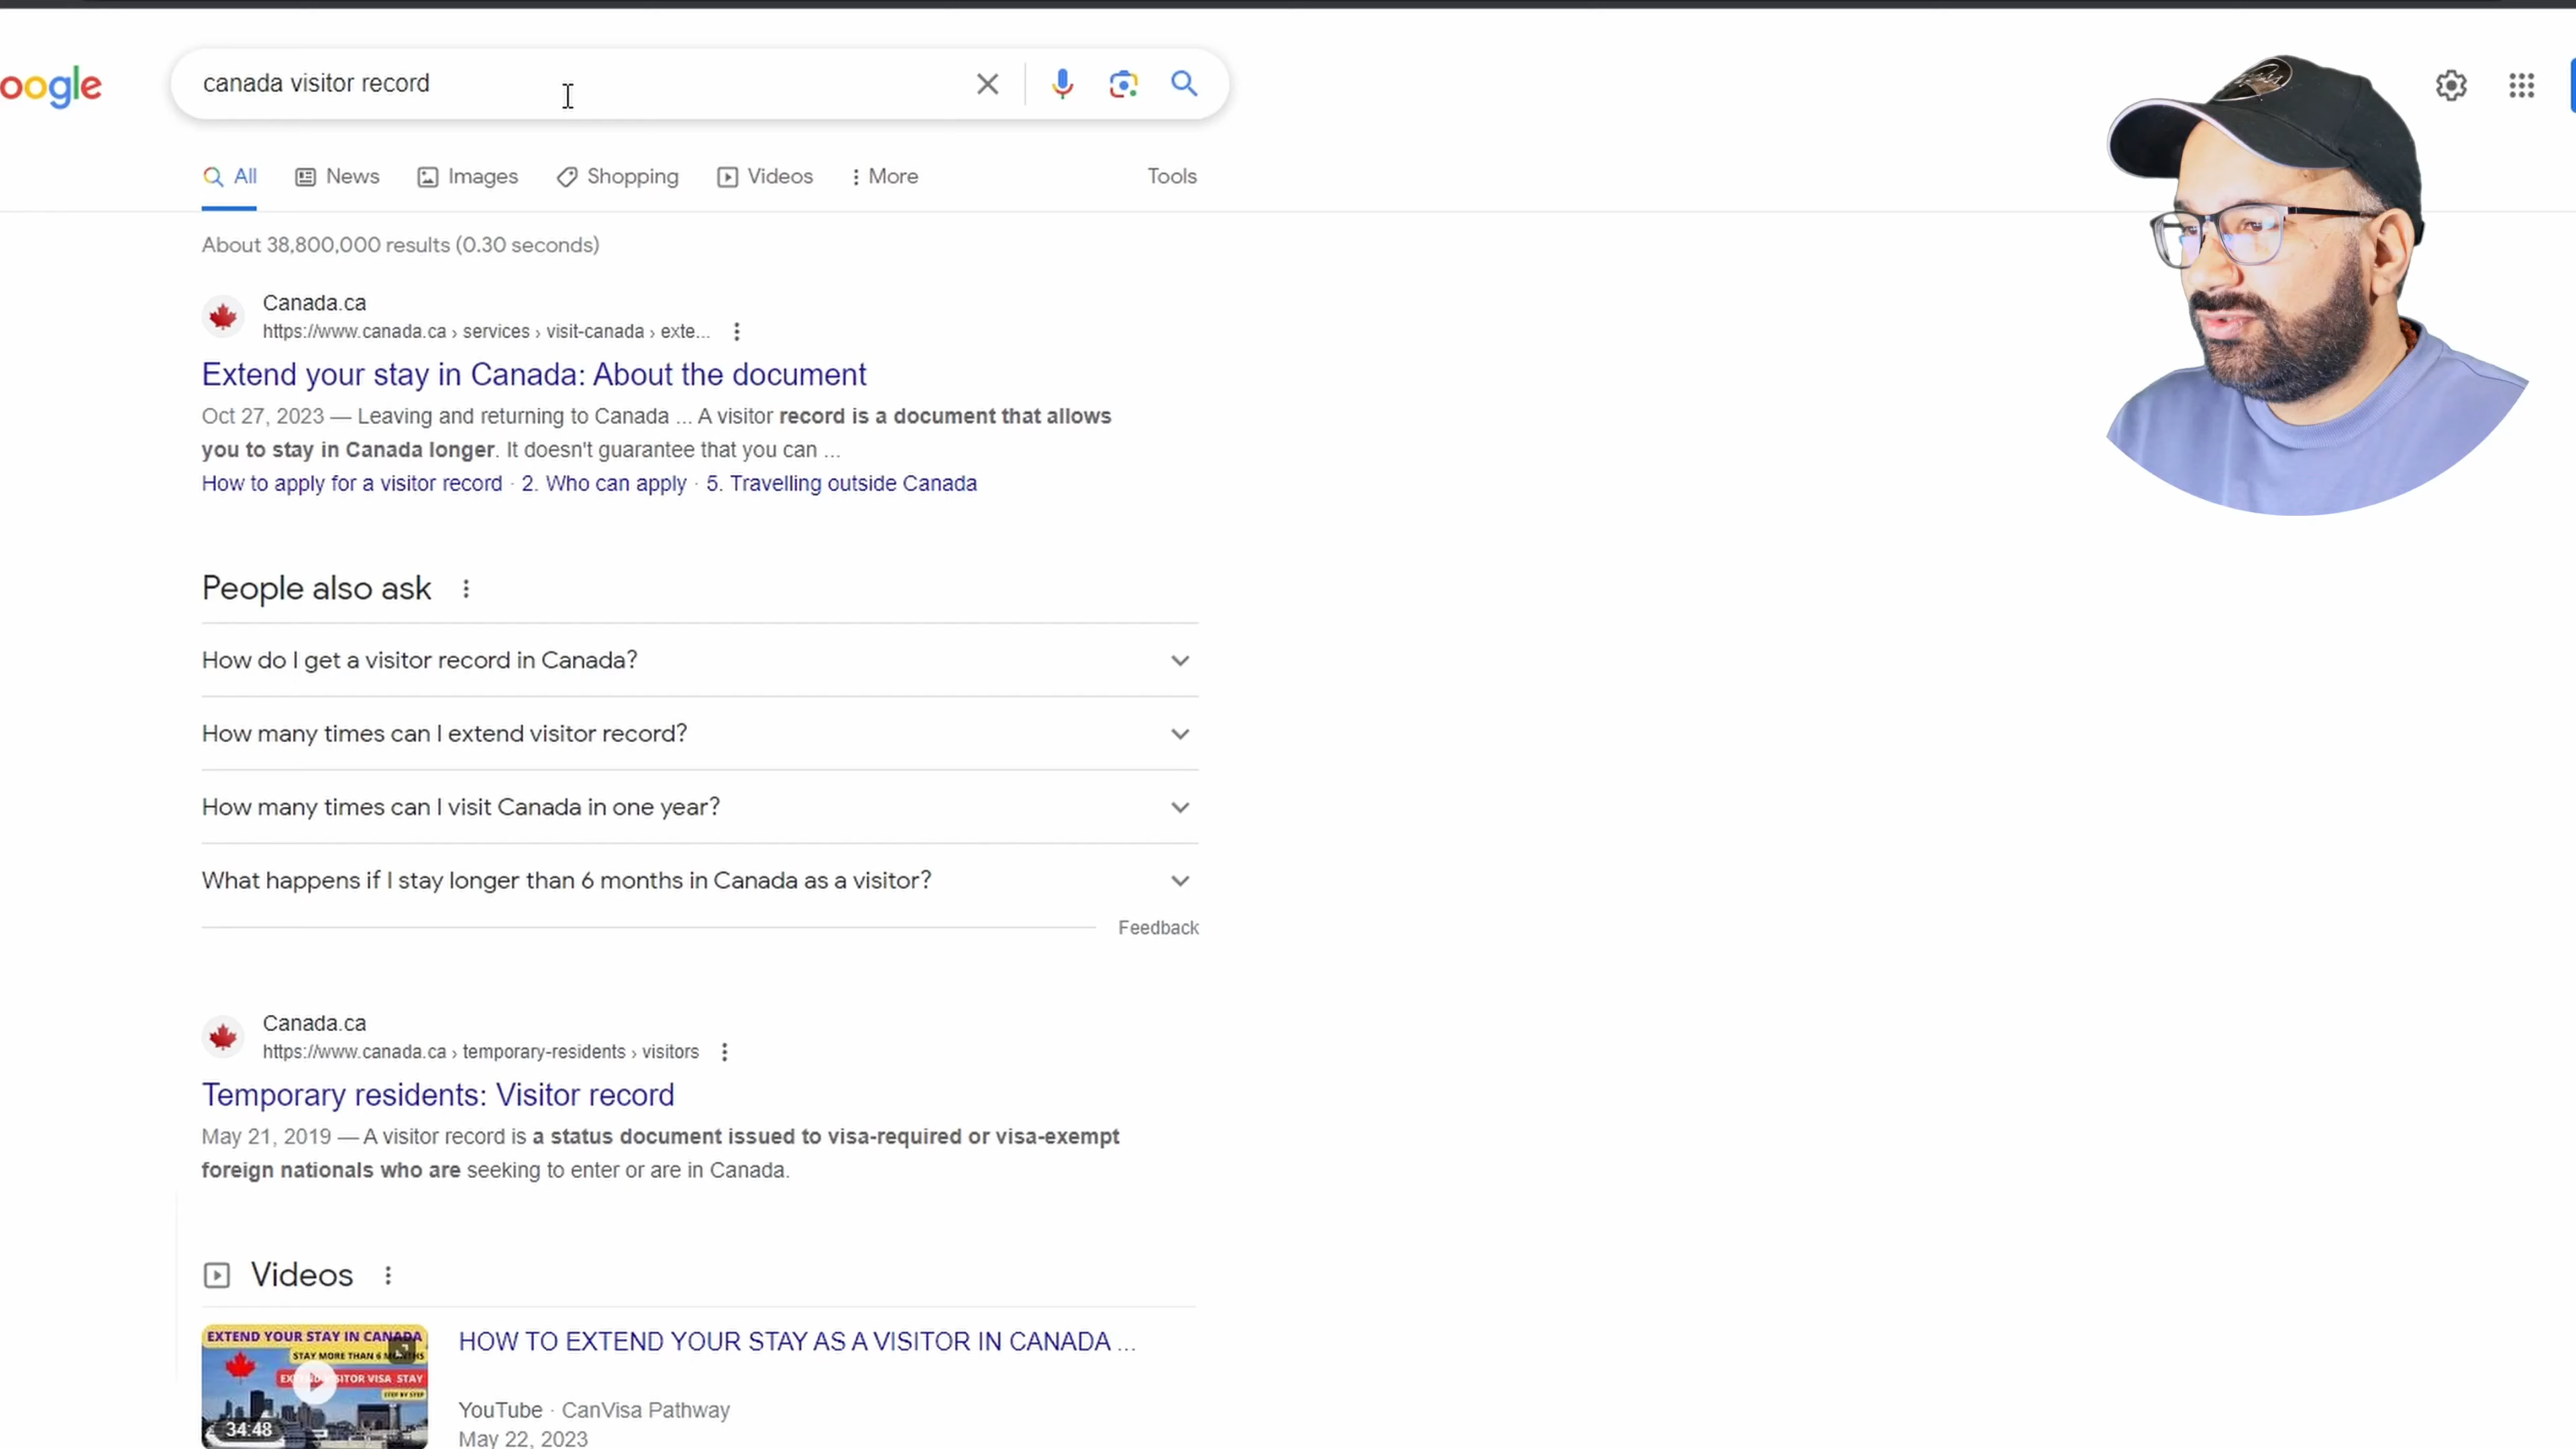 oogle
canada visitor record
All
News
Images
Shopping
Videos
More
Tools
About 38,800,000 results (0.30 seconds)
Canada.ca
https://www.canada.ca › services › visit-canada › exte...
Extend your stay in Canada: About the document
Oct 27, 2023 — Leaving and returning to Canada ... A visitor record is a document that allows
you to stay in Canada longer. It doesn't guarantee that you can ...
How to apply for a visitor record · 2. Who can apply · 5. Travelling outside Canada
People also ask
How do I get a visitor record in Canada?
How many times can I extend visitor record?
How many times can I visit Canada in one year?
What happens if I stay longer than 6 months in Canada as a visitor?
Feedback
Canada.ca
https://www.canada.ca › temporary-residents › visitors
Temporary residents: Visitor record
May 21, 2019 — A visitor record is a status document issued to visa-required or visa-exempt
foreign nationals who are seeking to enter or are in Canada.
Videos
EXTEND YOUR STAY IN CANADA
STAY MORE THAN 6
VISA STAY
STEP BY STEP
34:48
HOW TO EXTEND YOUR STAY AS A VISITOR IN CANADA ...
YouTube · CanVisa Pathway
May 22, 2023